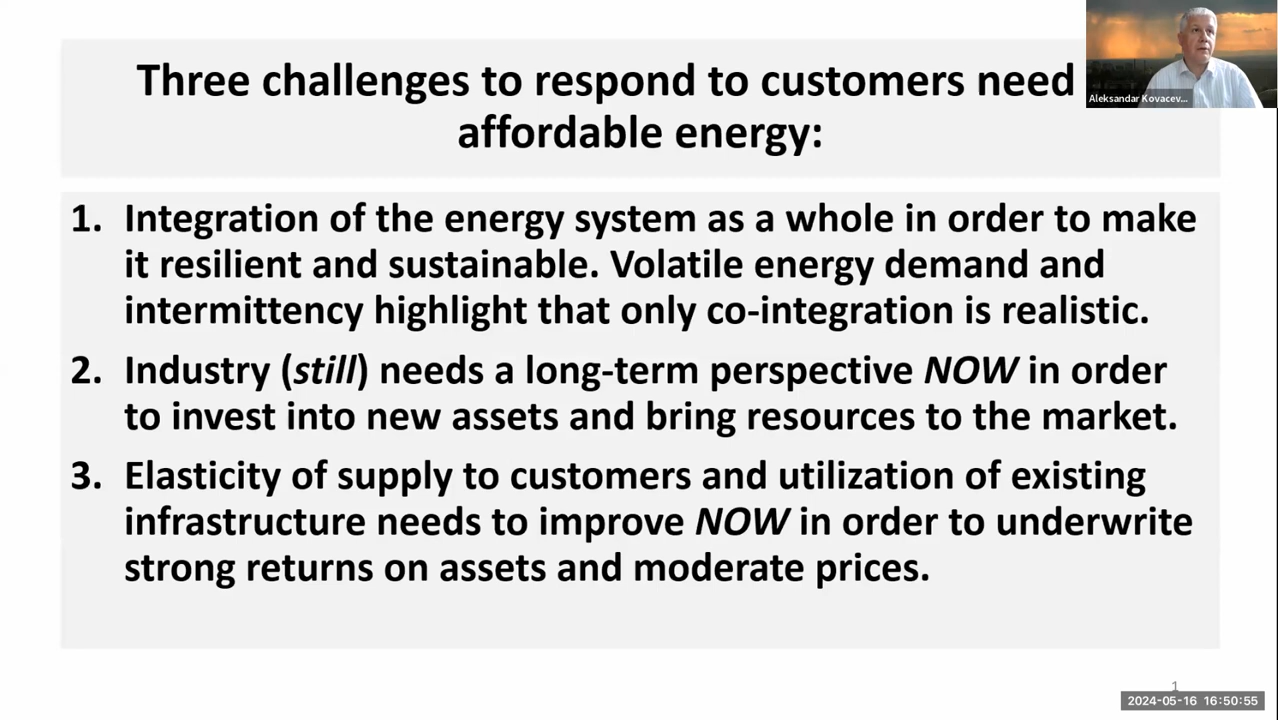 Three challenges to respond to customers need
affordable energy:
Aleksandar Kovacev...
1. Integration of the energy system as a whole in order to make
it resilient and sustainable. Volatile energy demand and
intermittency highlight that only co-integration is realistic.
2. Industry (still) needs a long-term perspective NOW in order
to invest into new assets and bring resources to the market.
3. Elasticity of supply to customers and utilization of existing
infrastructure needs to improve NOW in order to underwrite
strong returns on assets and moderate prices.
1
2024-05-16 16:50:55